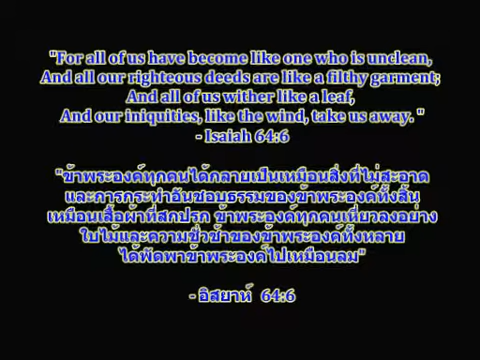 "For all of us have become like one who is unclean,
And all our righteous deeds are like a filthy garment;
And all of us wither like a leaf,
And our iniquities, like the wind, take us away. "
- Isaiah 64:6
"ข้าพระองค์ทุกคนได้กลายเป็นเหมือนสิ่งที่ไม่สะอาด
และการกระทำอันชอบธรรมของข้าพระองค์ทั้งสิ้น
เหมือนเสื้อผ้าที่สกปรก ข้าพระองค์ทุกคนเหี่ยวลงอย่าง
ใบไม้และความชั่วช้าของข้าพระองค์ทั้งหลาย
ได้พัดพาข้าพระองค์ไปเหมือนลม"
- อิสยาห์ 64:6